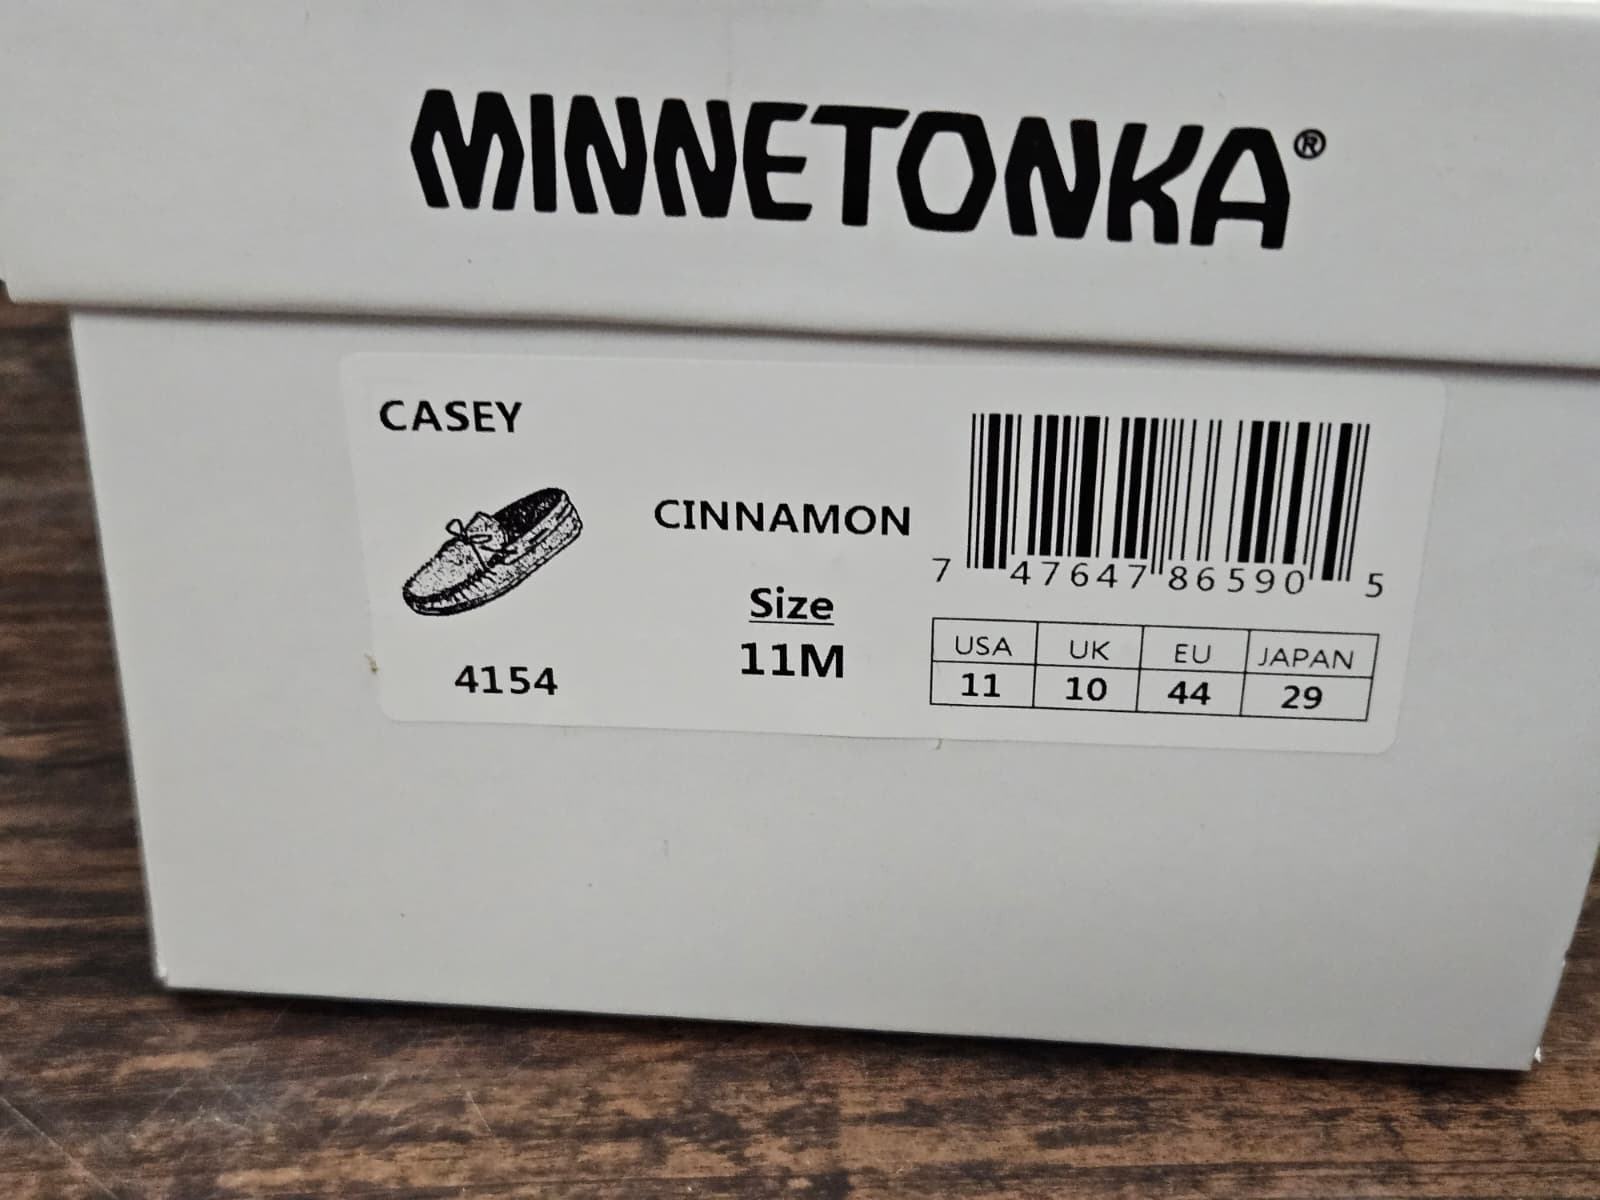 MINNETONKA®
CASEY
CINNAMON
Size
11M
4154
7 47647 86590 5
USA UK EU JAPAN
11 10 44 29